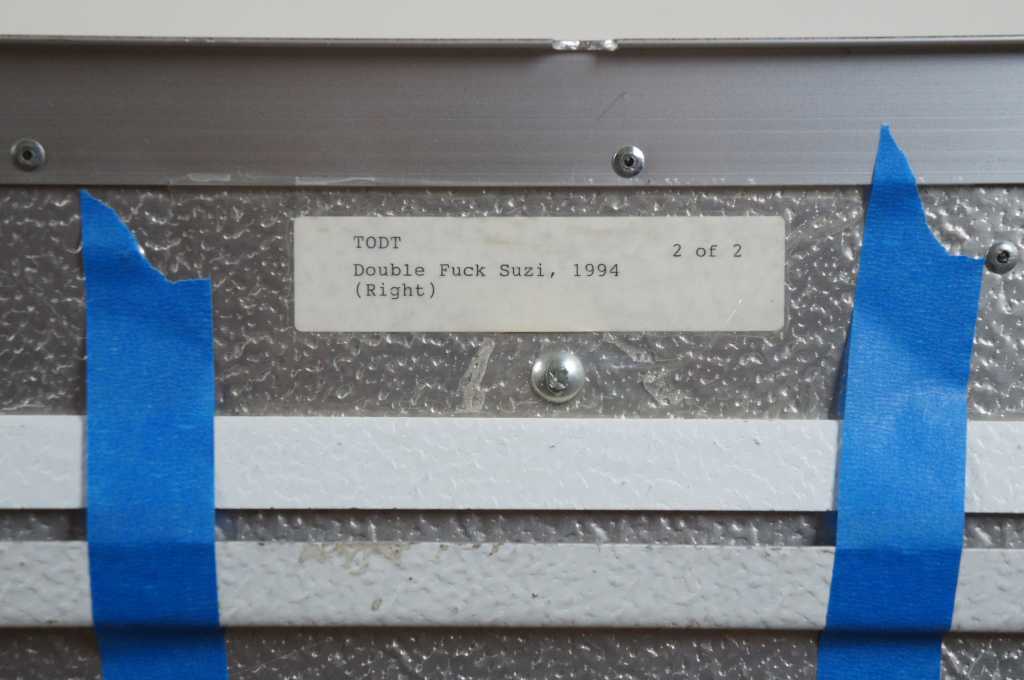 TODT
2 of 2
Double Fuck Suzi, 1994
(Right)